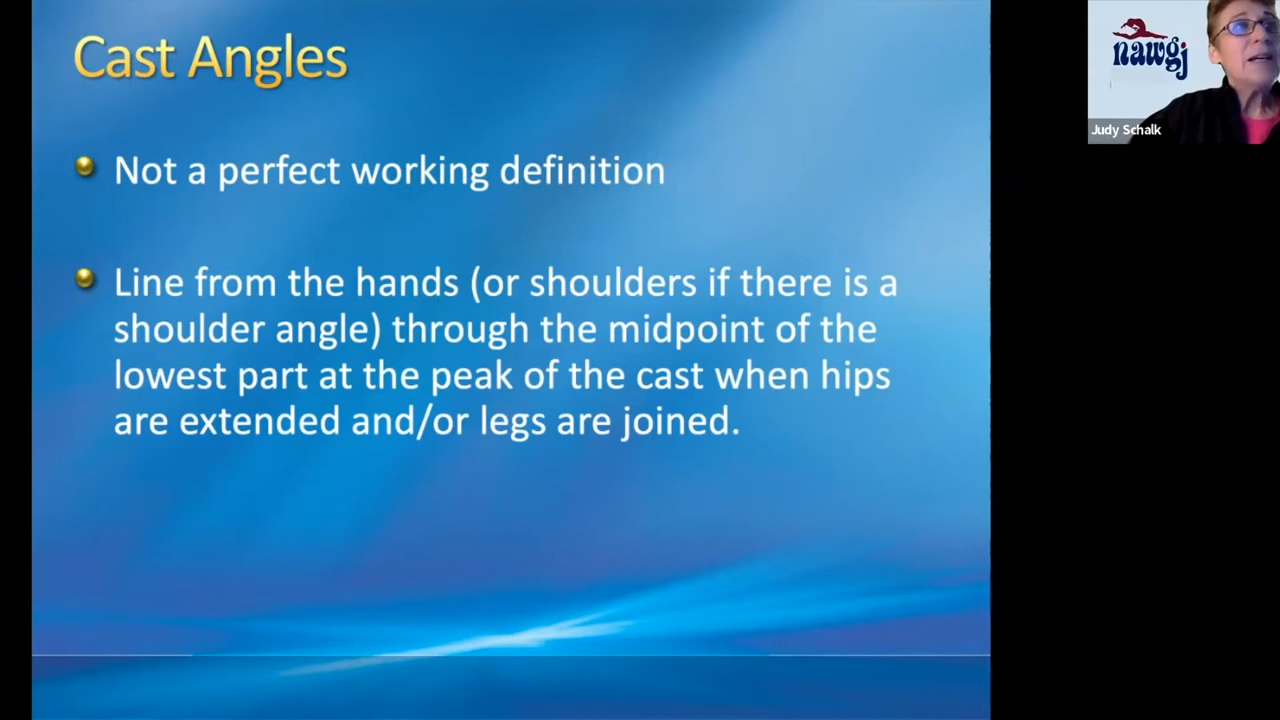 Cast Angles
Not a perfect working definition
Line from the hands (or shoulders if there is a
shoulder angle) through the midpoint of the
lowest part at the peak of the cast when hips
are extended and/or legs are joined.
nawgj
Judy Schalk